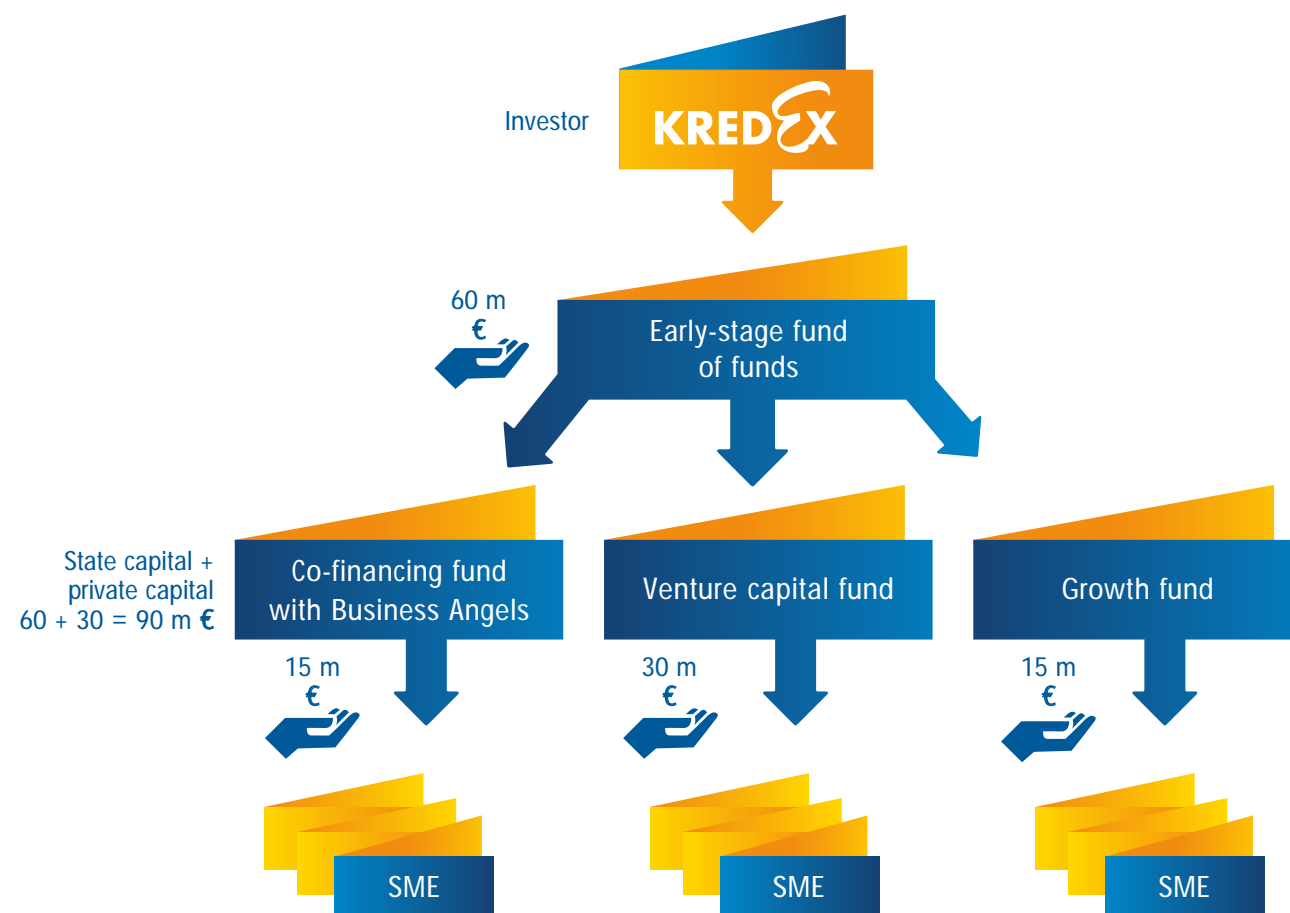 Investor
KREDEX
60 m
€
Early-stage fund
of funds
State capital +
private capital
60 + 30 = 90 m €
Co-financing fund
with Business Angels
Venture capital fund
Growth fund
15 m
€
30 m
€
15 m
€
SME
SME
SME